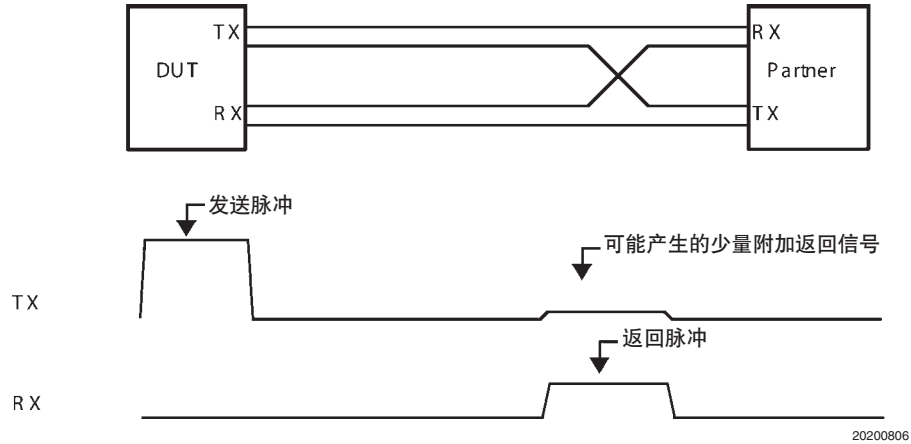 TX
RX
DUT
Partner
RX
TX
发送脉冲
可能产生的少量附加返回信号
TX
返回脉冲
RX
20200806